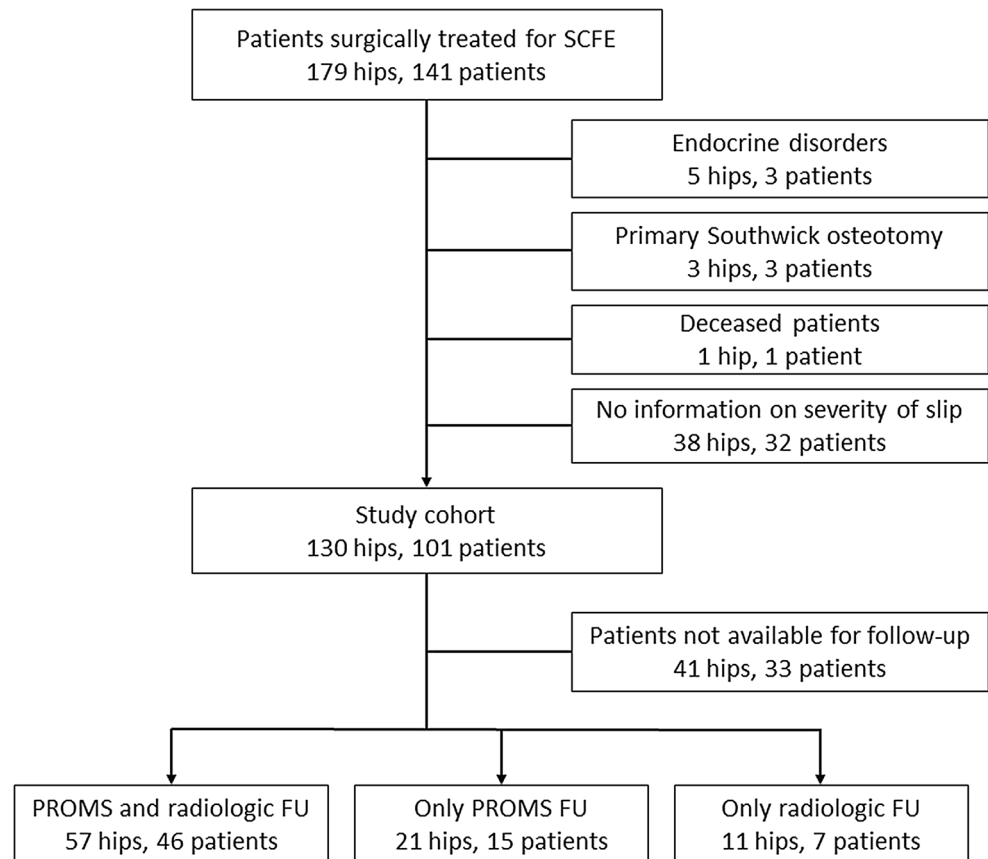 Patients surgically treated for SCFE
179 hips, 141 patients
Endocrine disorders
5 hips, 3 patients
Primary Southwick osteotomy
3 hips, 3 patients
Deceased patients
1 hip, 1 patient
No information on severity of slip
38 hips, 32 patients
Study cohort
130 hips, 101 patients
Patients not available for follow-up
41 hips, 33 patients
PROMS and radiologic FU
57 hips, 46 patients
Only PROMS FU
21 hips, 15 patients
Only radiologic FU
11 hips, 7 patients